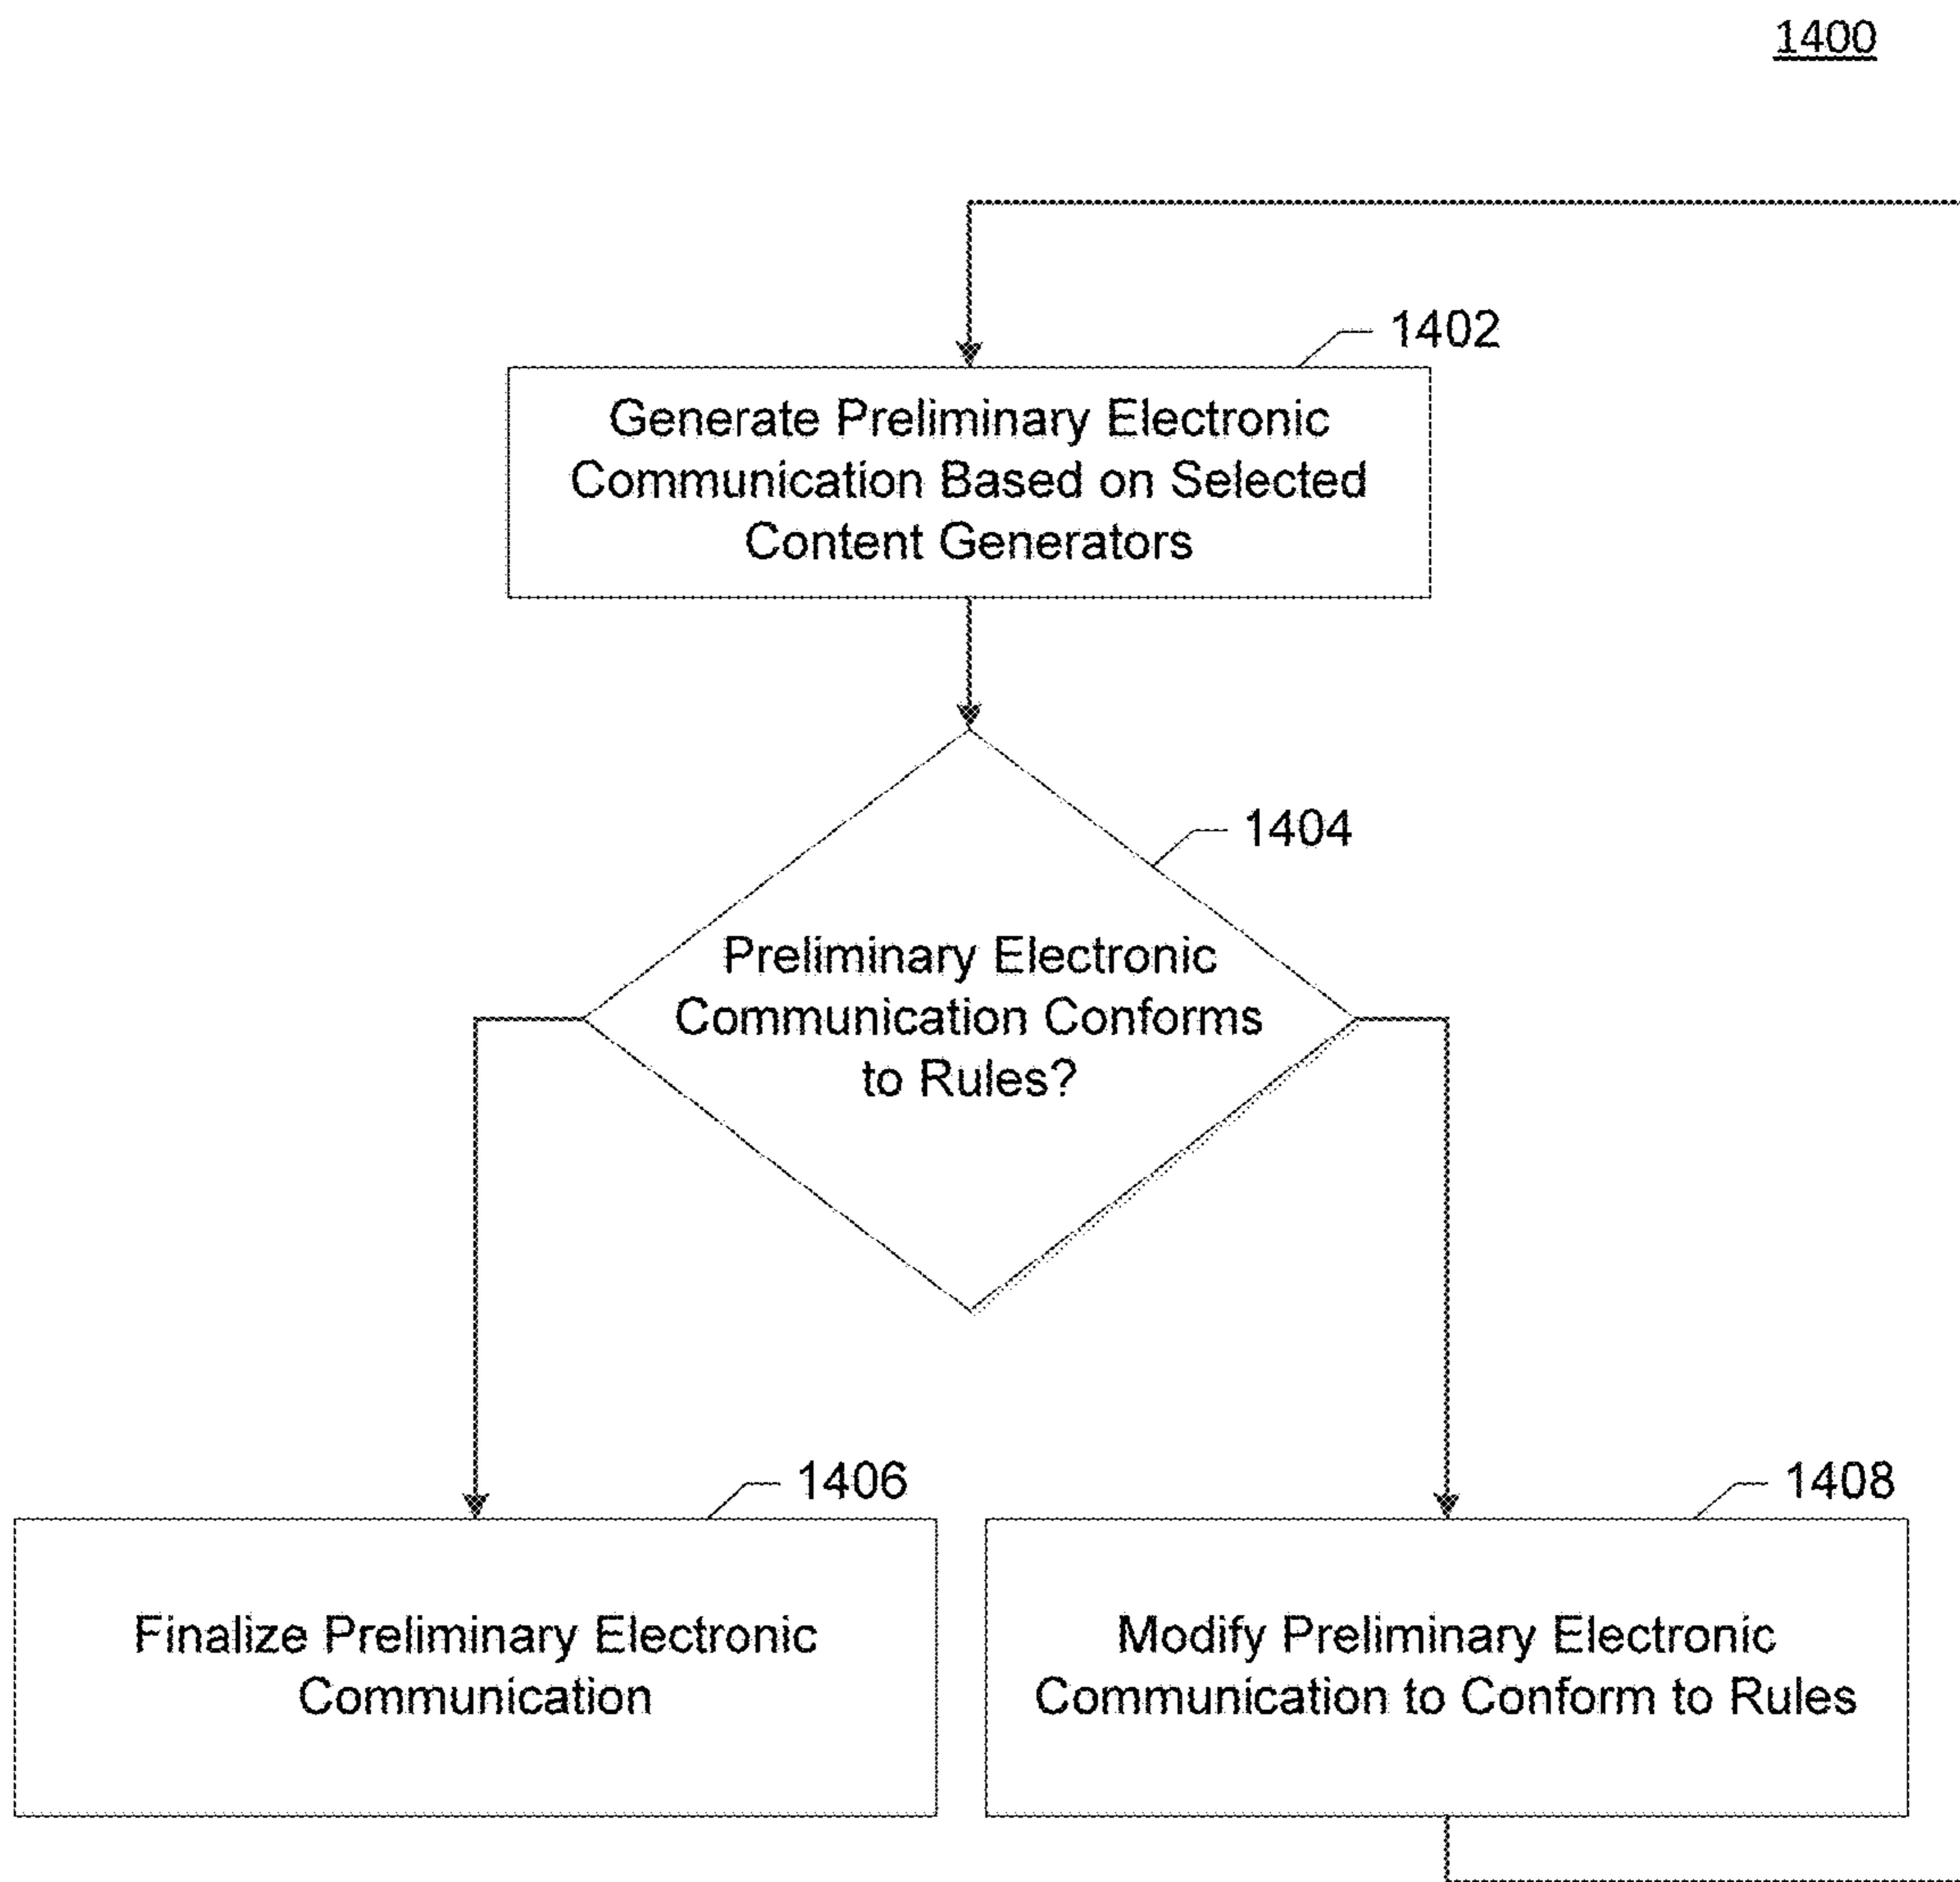 1400
1402
Generate Preliminary Electronic
Communication Based on Selected
Content Generators
1404
Preliminary Electronic
Communication Conforms
to Rules?
1406
Finalize Preliminary Electronic
Communication
1408
Modify Preliminary Electronic
Communication to Conform to Rules